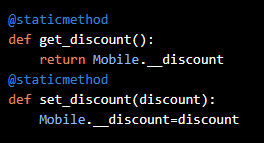 @staticmethod
def get_discount():
    return Mobile.__discount
@staticmethod
def set_discount(discount):
    Mobile.__discount=discount